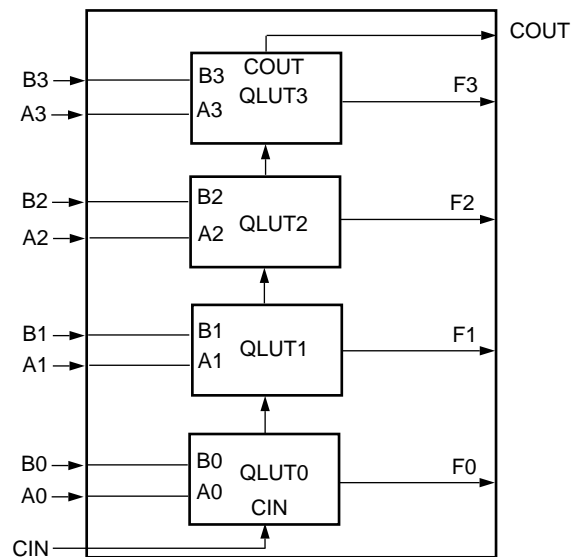 COUT
B3
B3
COUT
QLUT3
F3
A3
A3
B2
B2
QLUT2
F2
A2
A2
B1
B1
QLUT1
F1
A1
A1
B0
B0
QLUT0
F0
A0
A0
CIN
CIN